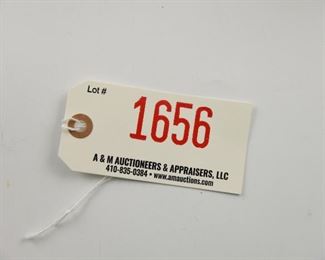 Lot #
1656
A & M AUCTIONEERS & APPRAISERS, LLC
410-835-0384 • www.amauctions.com